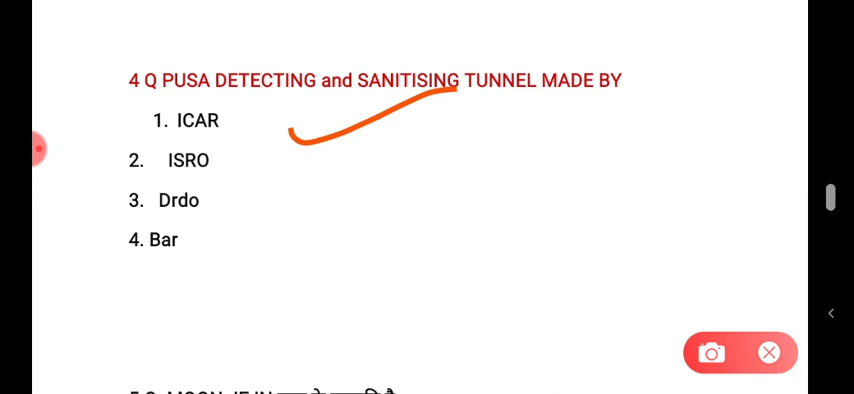 4 Q PUSA DETECTING and SANITISING TUNNEL MADE BY
1. ICAR
2. ISRO
3. Drdo
4. Bar